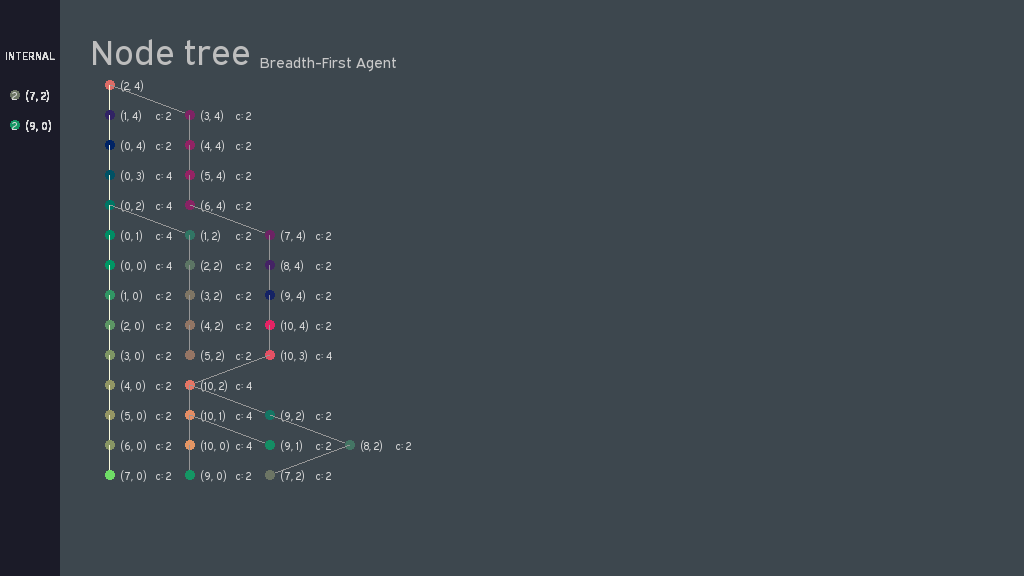 INTERNAL
2 (7, 2)
2 (9, 0)
Node tree Breadth-First Agent
(2, 4)
(1, 4) c: 2 (3, 4) c: 2
(0, 4) c: 2 (4, 4) c: 2
(0, 3) c: 4 (5, 4) c: 2
(0, 2) c: 4 (6, 4) c: 2
(0, 1) c: 4 (1, 2) c: 2 (7, 4) c: 2
(0, 0) c: 4 (2, 2) c: 2 (8, 4) c: 2
(1, 0) c: 2 (3, 2) c: 2 (9, 4) c: 2
(2, 0) c: 2 (4, 2) c: 2 (10, 4) c: 2
(3, 0) c: 2 (5, 2) c: 2 (10, 3) c: 4
(4, 0) c: 2 (10, 2) c: 4
(5, 0) c: 2 (10, 1) c: 4 (9, 2) c: 2
(6, 0) c: 2 (10, 0) c: 4 (9, 1) c: 2 (8, 2) c: 2
(7, 0) c: 2 (9, 0) c: 2 (7, 2) c: 2